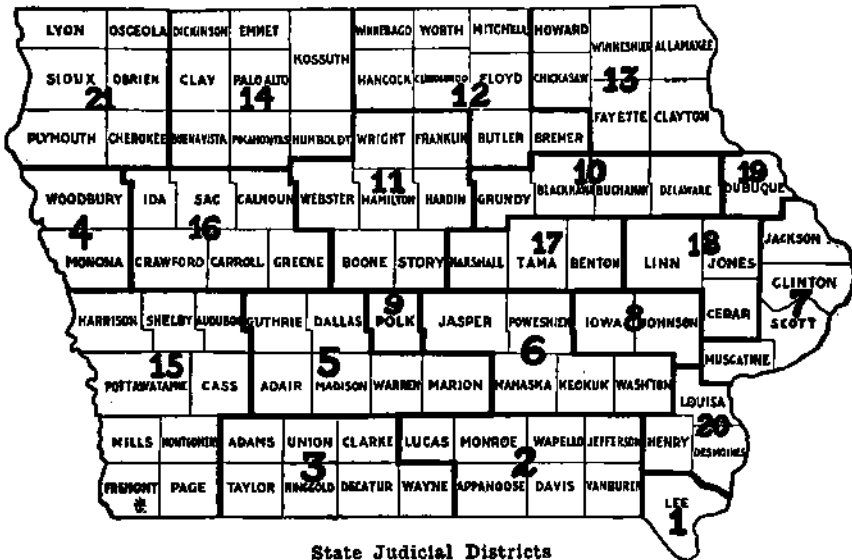 LYON OSCEOLA DICKINSON EMMET WINNEBAGO WORTH MITCHELL HOWARD WINNESHIEK ALLAMAKEE
KOSSUTH
SIOUX OBRIEN CLAY PALO ALTO HANCOCK FLOYD CHICKASAW
21 14 12 13
FAYETTE CLAYTON
PLYMOUTH CHEROKEE BUENAVISTA POCAHONTAS HUMBOLDT WRIGHT FRANKLIN BUTLER BREMER
10 19
WOODBURY IDA SAC CALHOUN WEBSTER 11 HAMILTON HARDIN GRUNDY BLACKHAWK BUCHANAN DELAWARE DUBUQUE
4 16 17 18
MONONA CRAWFORD CARROLL GREENE BOONE STORY MARSHALL TAMA BENTON LINN JONES JACKSON
CLINTON
9 8 7
HARRISON SHELBY AUDUBON GUTHRIE DALLAS POLK JASPER POWESHIEK IOWA JOHNSON CEDAR SCOTT
MUSCATINE
15 5 6
POTTAWATAMIE CASS ADAIR MADISON WARREN MARION MAHASKA KEOKUK WASHTON
LOUISA
20
MILLS MONTGOMERY ADAMS UNION CLARKE LUCAS MONROE WAPELLO JEFFERSON HENRY DESMOINES
3 2
FREMONT PAGE TAYLOR RINGGOLD DECATUR WAYNE APPANOOSE DAVIS VANBUREN
*
LEE
1
State Judicial Districts